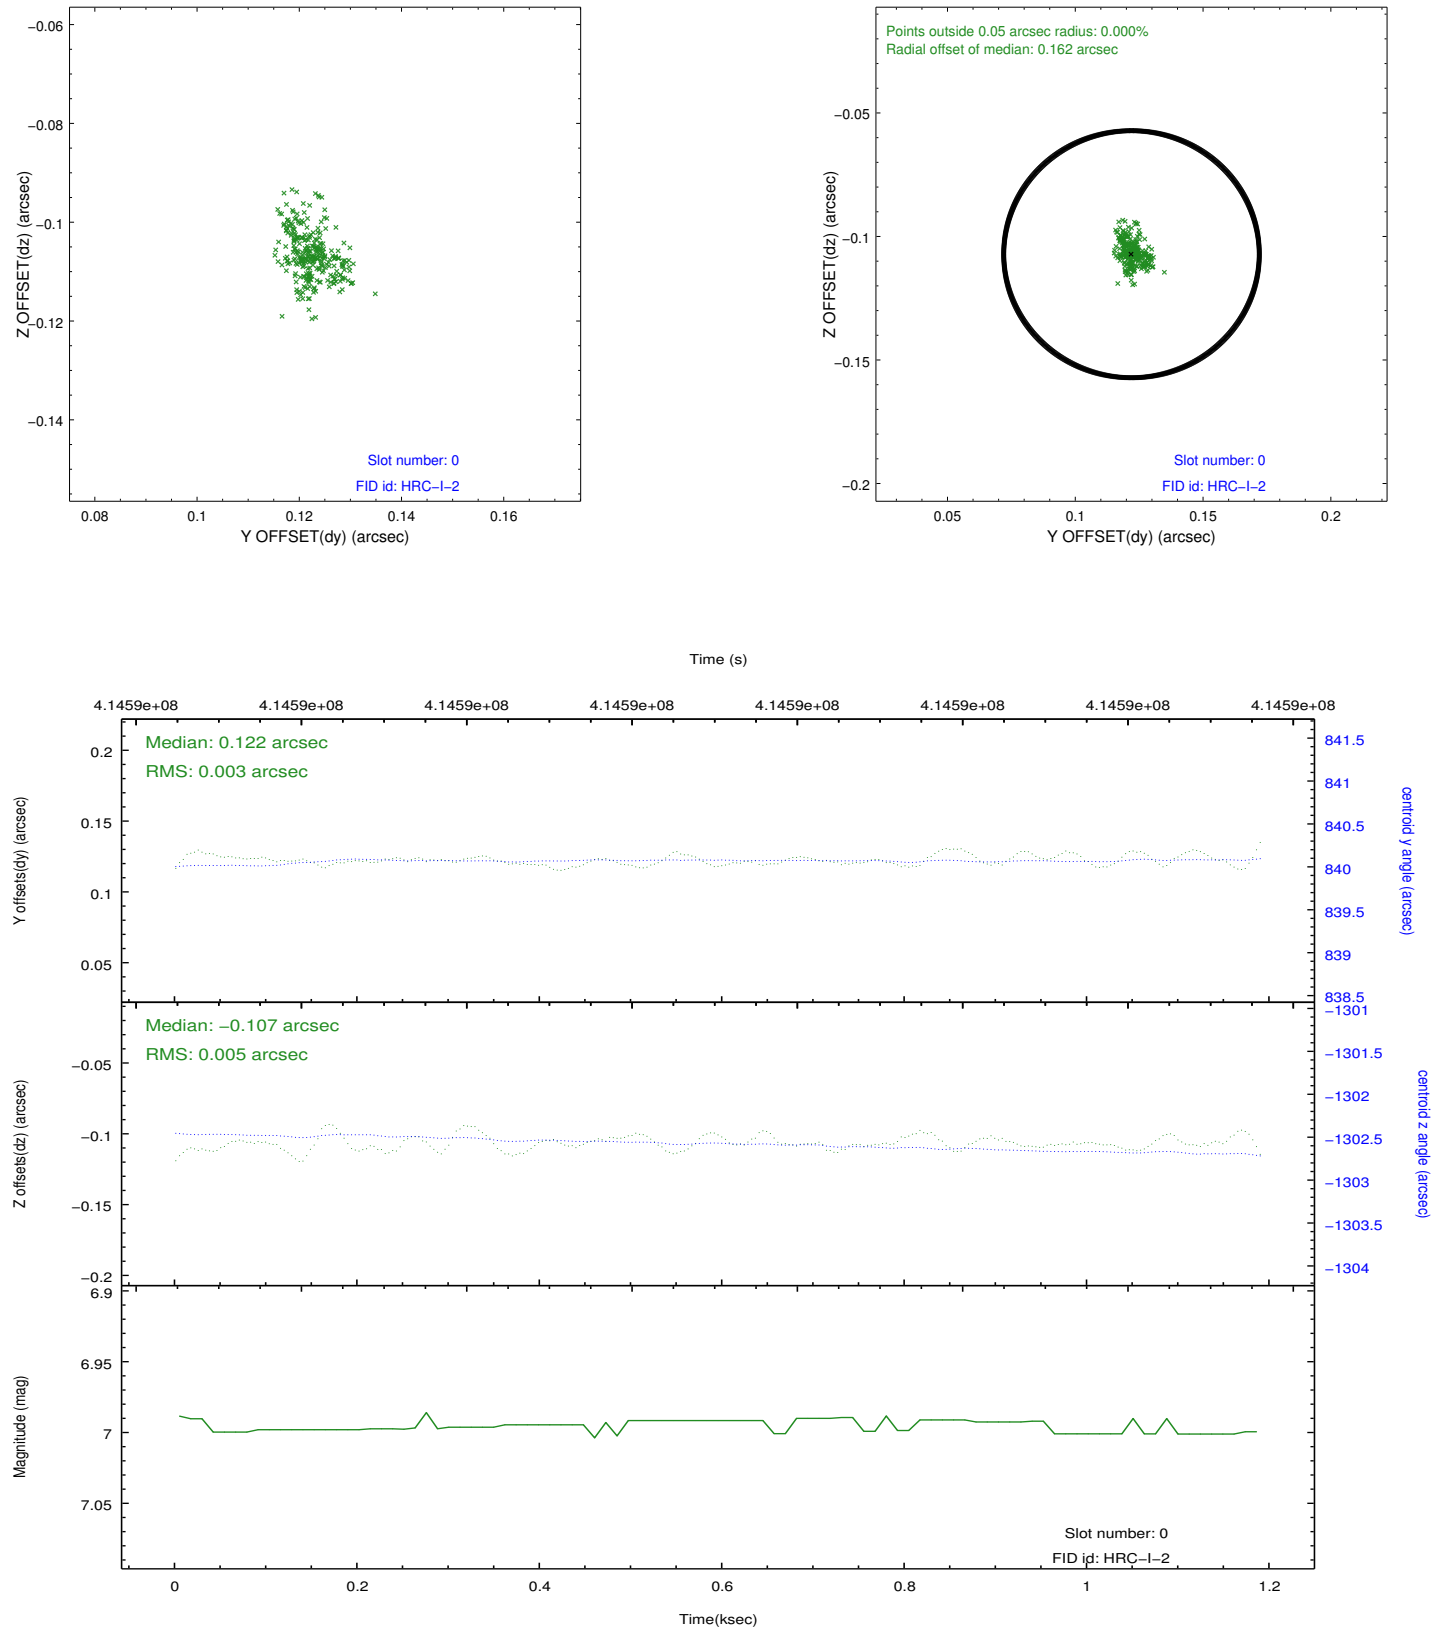 −0.06
−0.08
−0.1
−0.12
−0.14
Z OFFSET(dz) (arcsec)
Slot number: 0
FID id: HRC−I−2
0.08 0.1 0.12 0.14 0.16
Y OFFSET(dy) (arcsec)
Points outside 0.05 arcsec radius: 0.000%
Radial offset of median: 0.162 arcsec
−0.05
−0.1
−0.15
−0.2
Z OFFSET(dz) (arcsec)
Slot number: 0
FID id: HRC−I−2
0.05 0.1 0.15 0.2
Y OFFSET(dy) (arcsec)
Time (s)
4.1459e+08 4.1459e+08 4.1459e+08 4.1459e+08 4.1459e+08 4.1459e+08 4.1459e+08 4.1459e+08
Median: 0.122 arcsec
RMS: 0.003 arcsec
0.2
0.15
0.1
0.05
Y offsets(dy) (arcsec)
841.5
841
840.5
840
839.5
839
838.5
centroid y angle (arcsec)
Median: −0.107 arcsec
RMS: 0.005 arcsec
−0.05
−0.1
−0.15
−0.2
Z offsets(dz) (arcsec)
−1301
−1301.5
−1302
−1302.5
−1303
−1303.5
−1304
centroid z angle (arcsec)
6.9
6.95
7
7.05
Magnitude (mag)
Slot number: 0
FID id: HRC−I−2
0 0.2 0.4 0.6 0.8 1 1.2
Time(ksec)